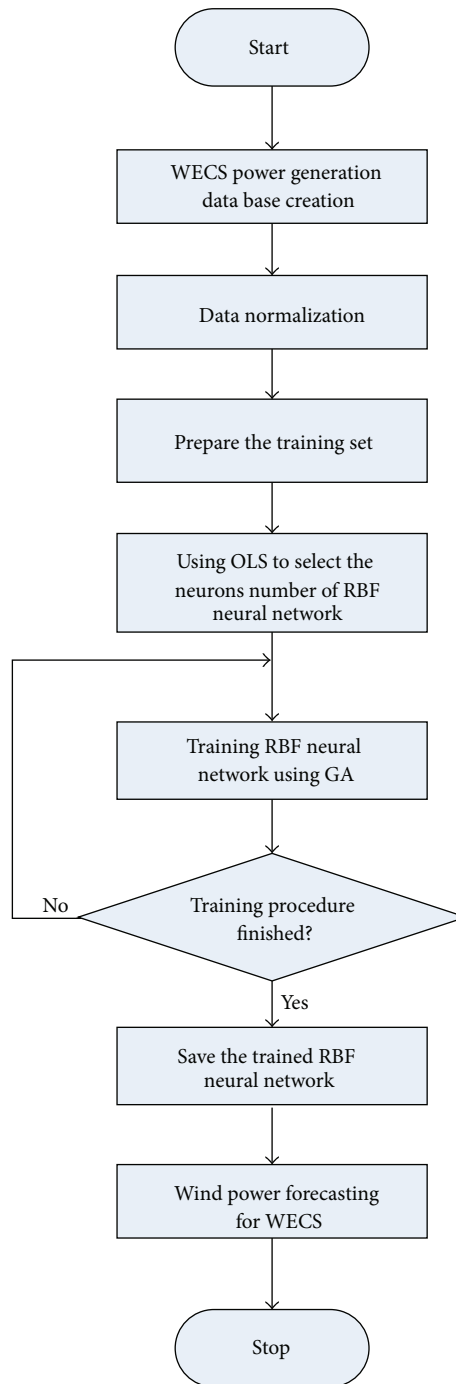 Start
WECS power generation
data base creation
Data normalization
Prepare the training set
Using OLS to select the
neurons number of RBF
neural network
Training RBF neural
network using GA
Training procedure
finished?
No
Yes
Save the trained RBF
neural network
Wind power forecasting
for WECS
Stop